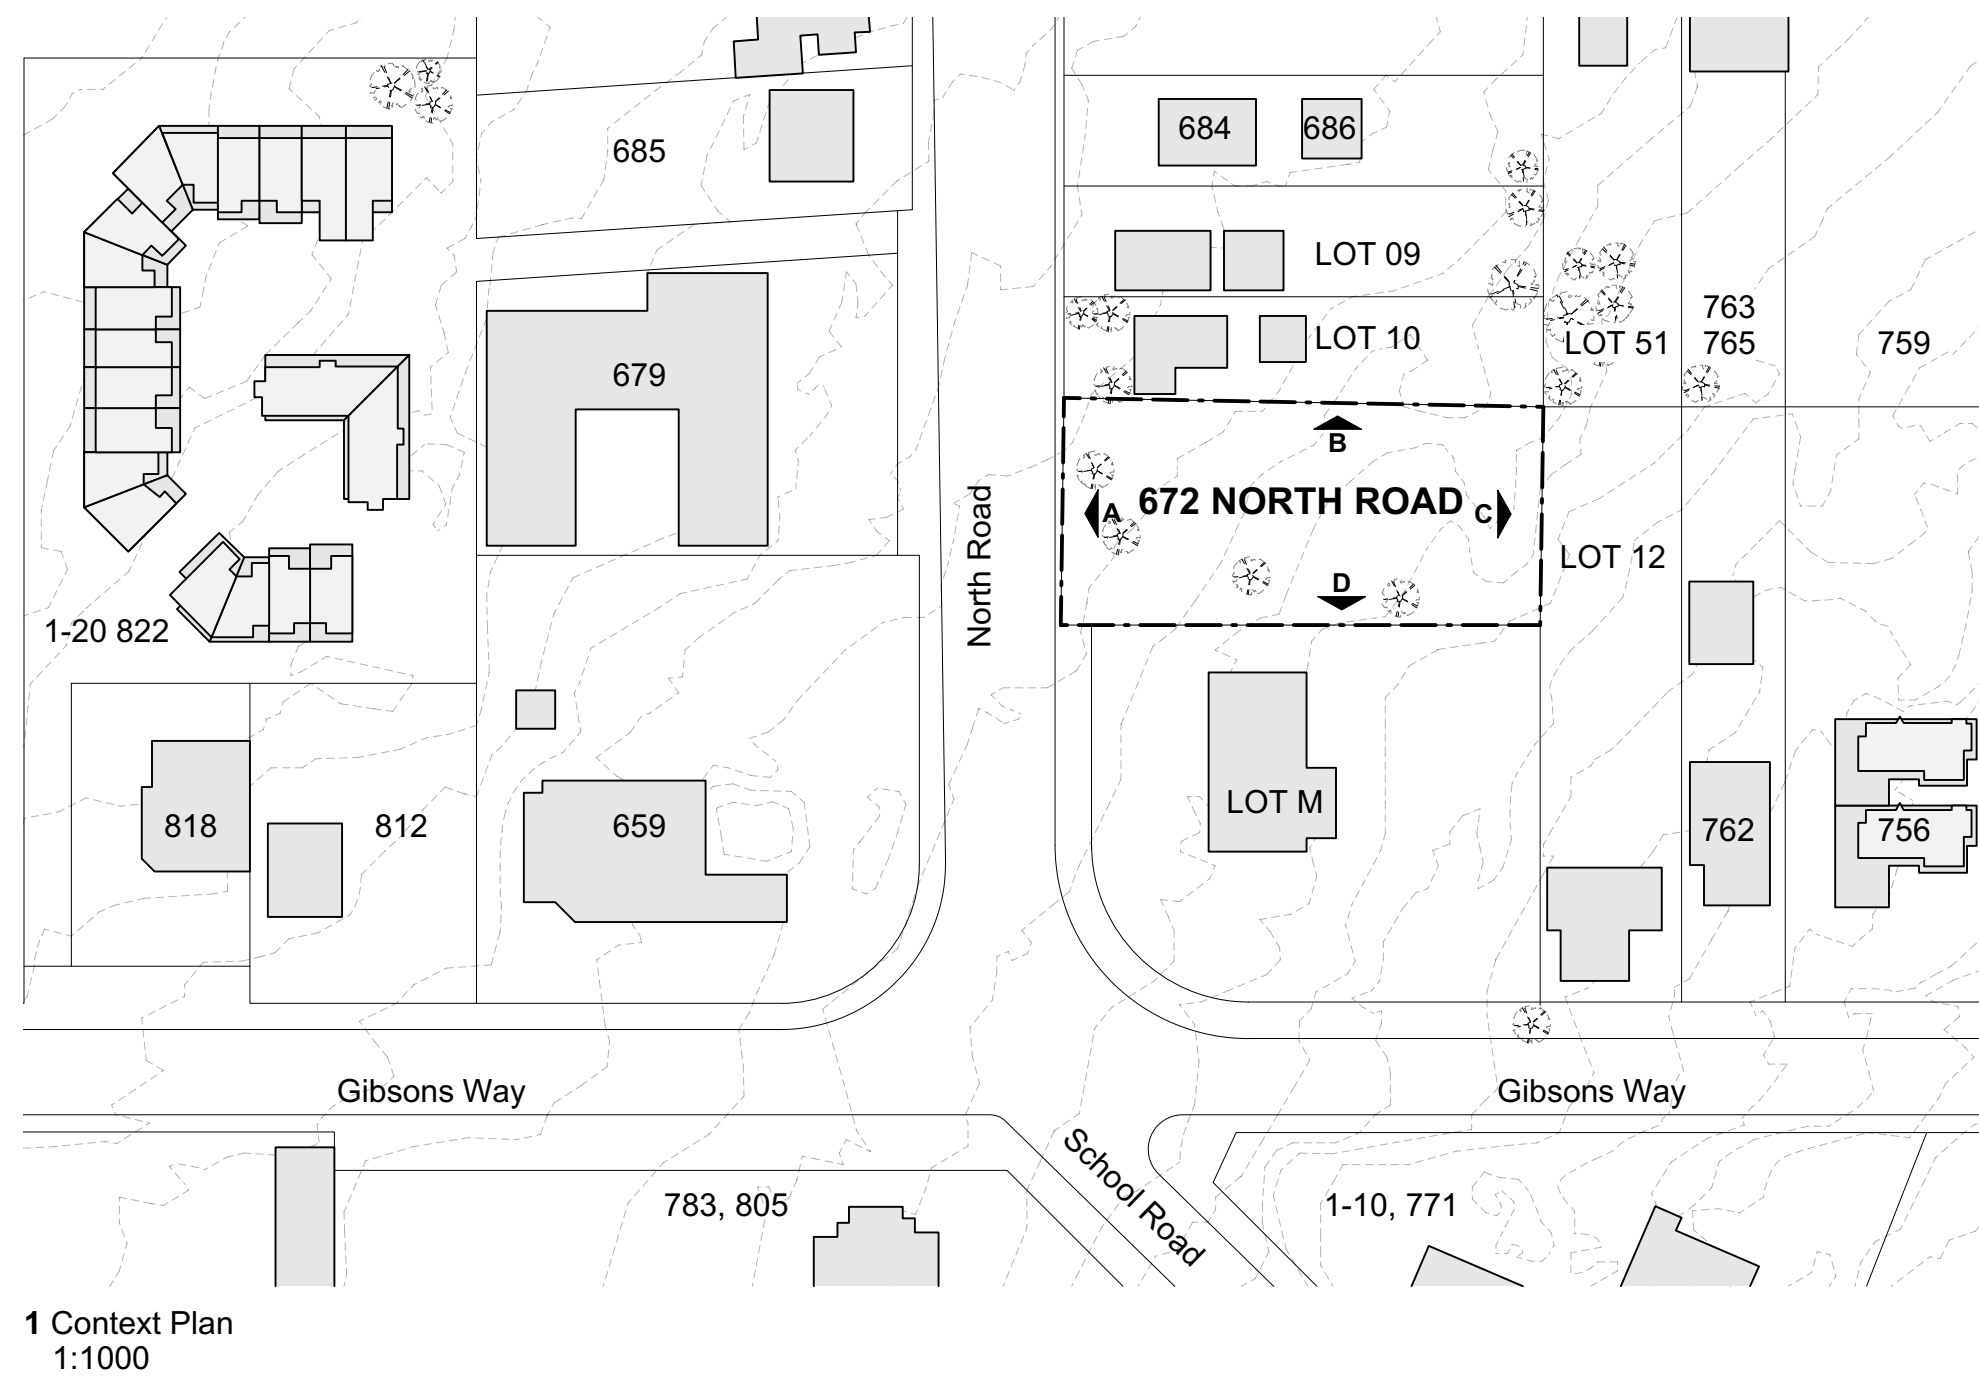 685
684
686
LOT 09
LOT 10
LOT 51
763
765
759
679
B
A
672 NORTH ROAD
C
D
North Road
LOT 12
1-20 822
818
812
659
LOT M
762
756
Gibsons Way
Gibsons Way
School Road
783, 805
1-10, 771
1 Context Plan
1:1000